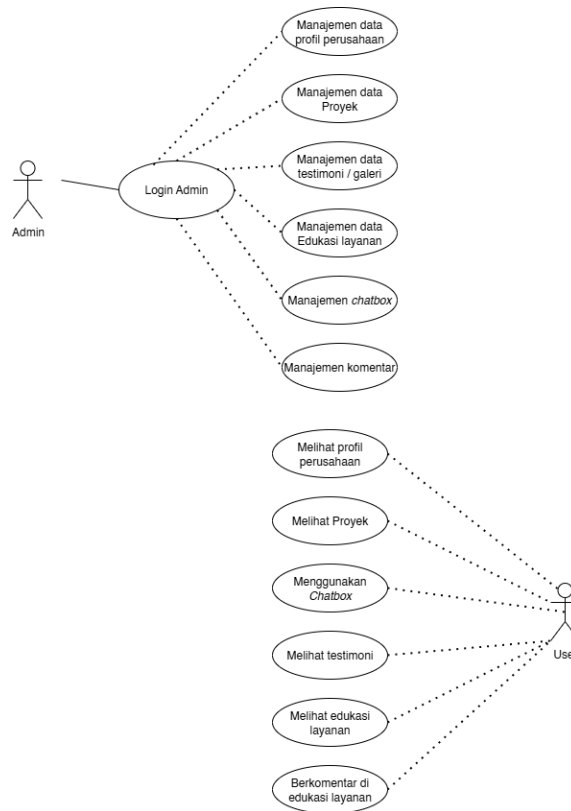 Manajemen data
profil perusahaan
Manajemen data
Proyek
Manajemen data
testimoni / galeri
Login Admin
Admin
Manajemen data
Edukasi layanan
Manajemen chatbox
Manajemen komentar
Melihat profil
perusahaan
Melihat Proyek
Menggunakan
Chatbox
Melihat testimoni
Use
Melihat edukasi
layanan
Berkomentar di
edukasi layanan